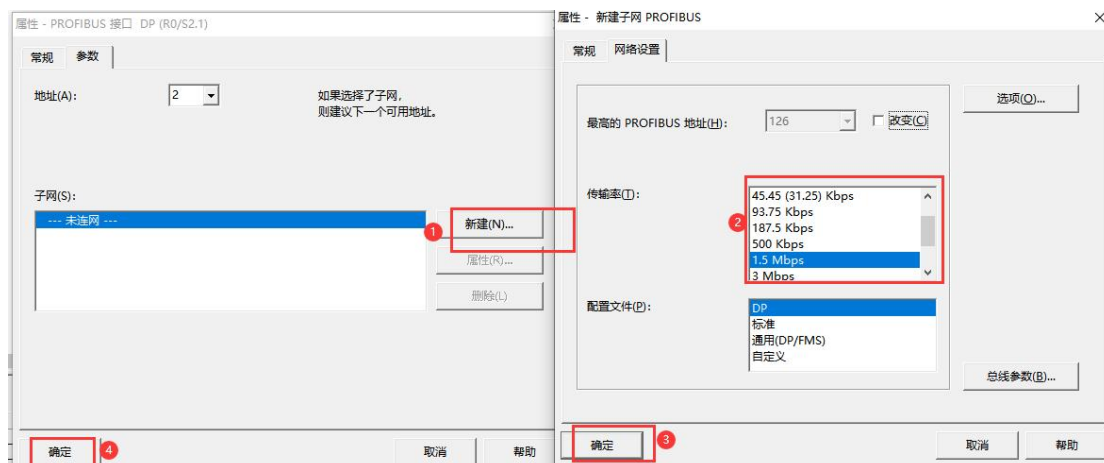 属性 - PROFIBUS 接口 DP (R0/S2.1)
常规 参数
地址(A):
2
如果选择了子网,
则建议下一个可用地址。
子网(S):
--- 未连网 ---
1
新建(N)...
属性(R)...
删除(L)
确定
4
取消
帮助
属性 - 新建子网 PROFIBUS
常规 网络设置
选项(O)...
最高的 PROFIBUS 地址(H):
126
改变(C)
传输率(T):
2
45.45 (31.25) Kbps
93.75 Kbps
187.5 Kbps
500 Kbps
1.5 Mbps
3 Mbps
配置文件(P):
DP
标准
通用(DP/FMS)
自定义
总线参数(B)...
确定
3
取消
帮助